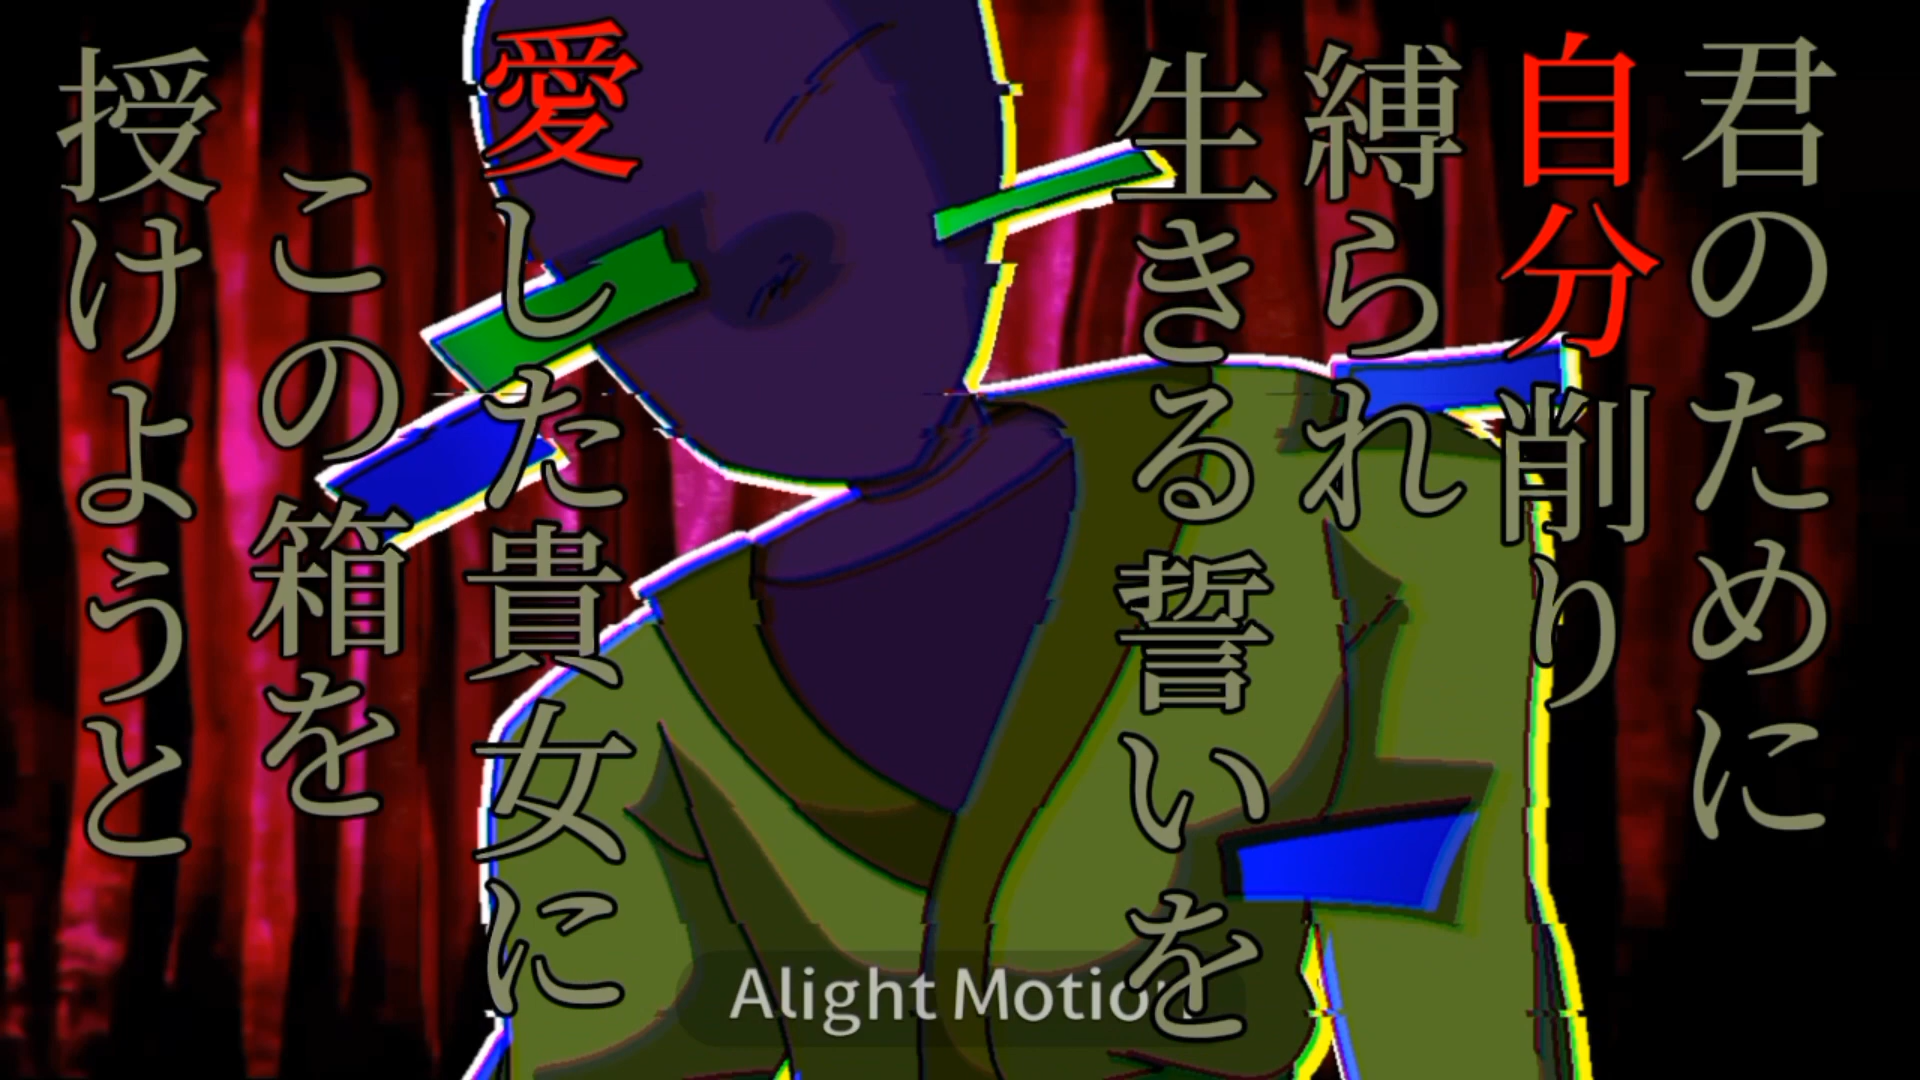 君のために
自分削り
縛られ
生きる誓いを
愛した貴女に
この箱を
授けようと
Alight Motion